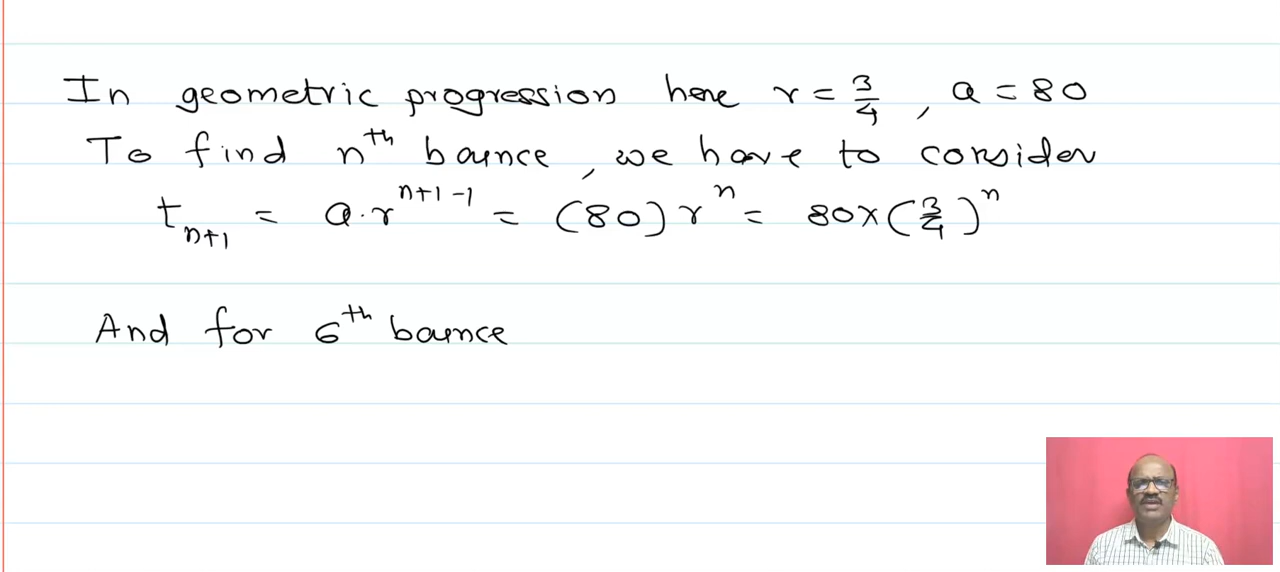 In geometric progression here r = 3/4 , a = 80
To find nth bounce, we have to consider
t_{n+1} = a.r^{n+1-1} = (80) r^n = 80x(3/4)^n
And for 6th bounce